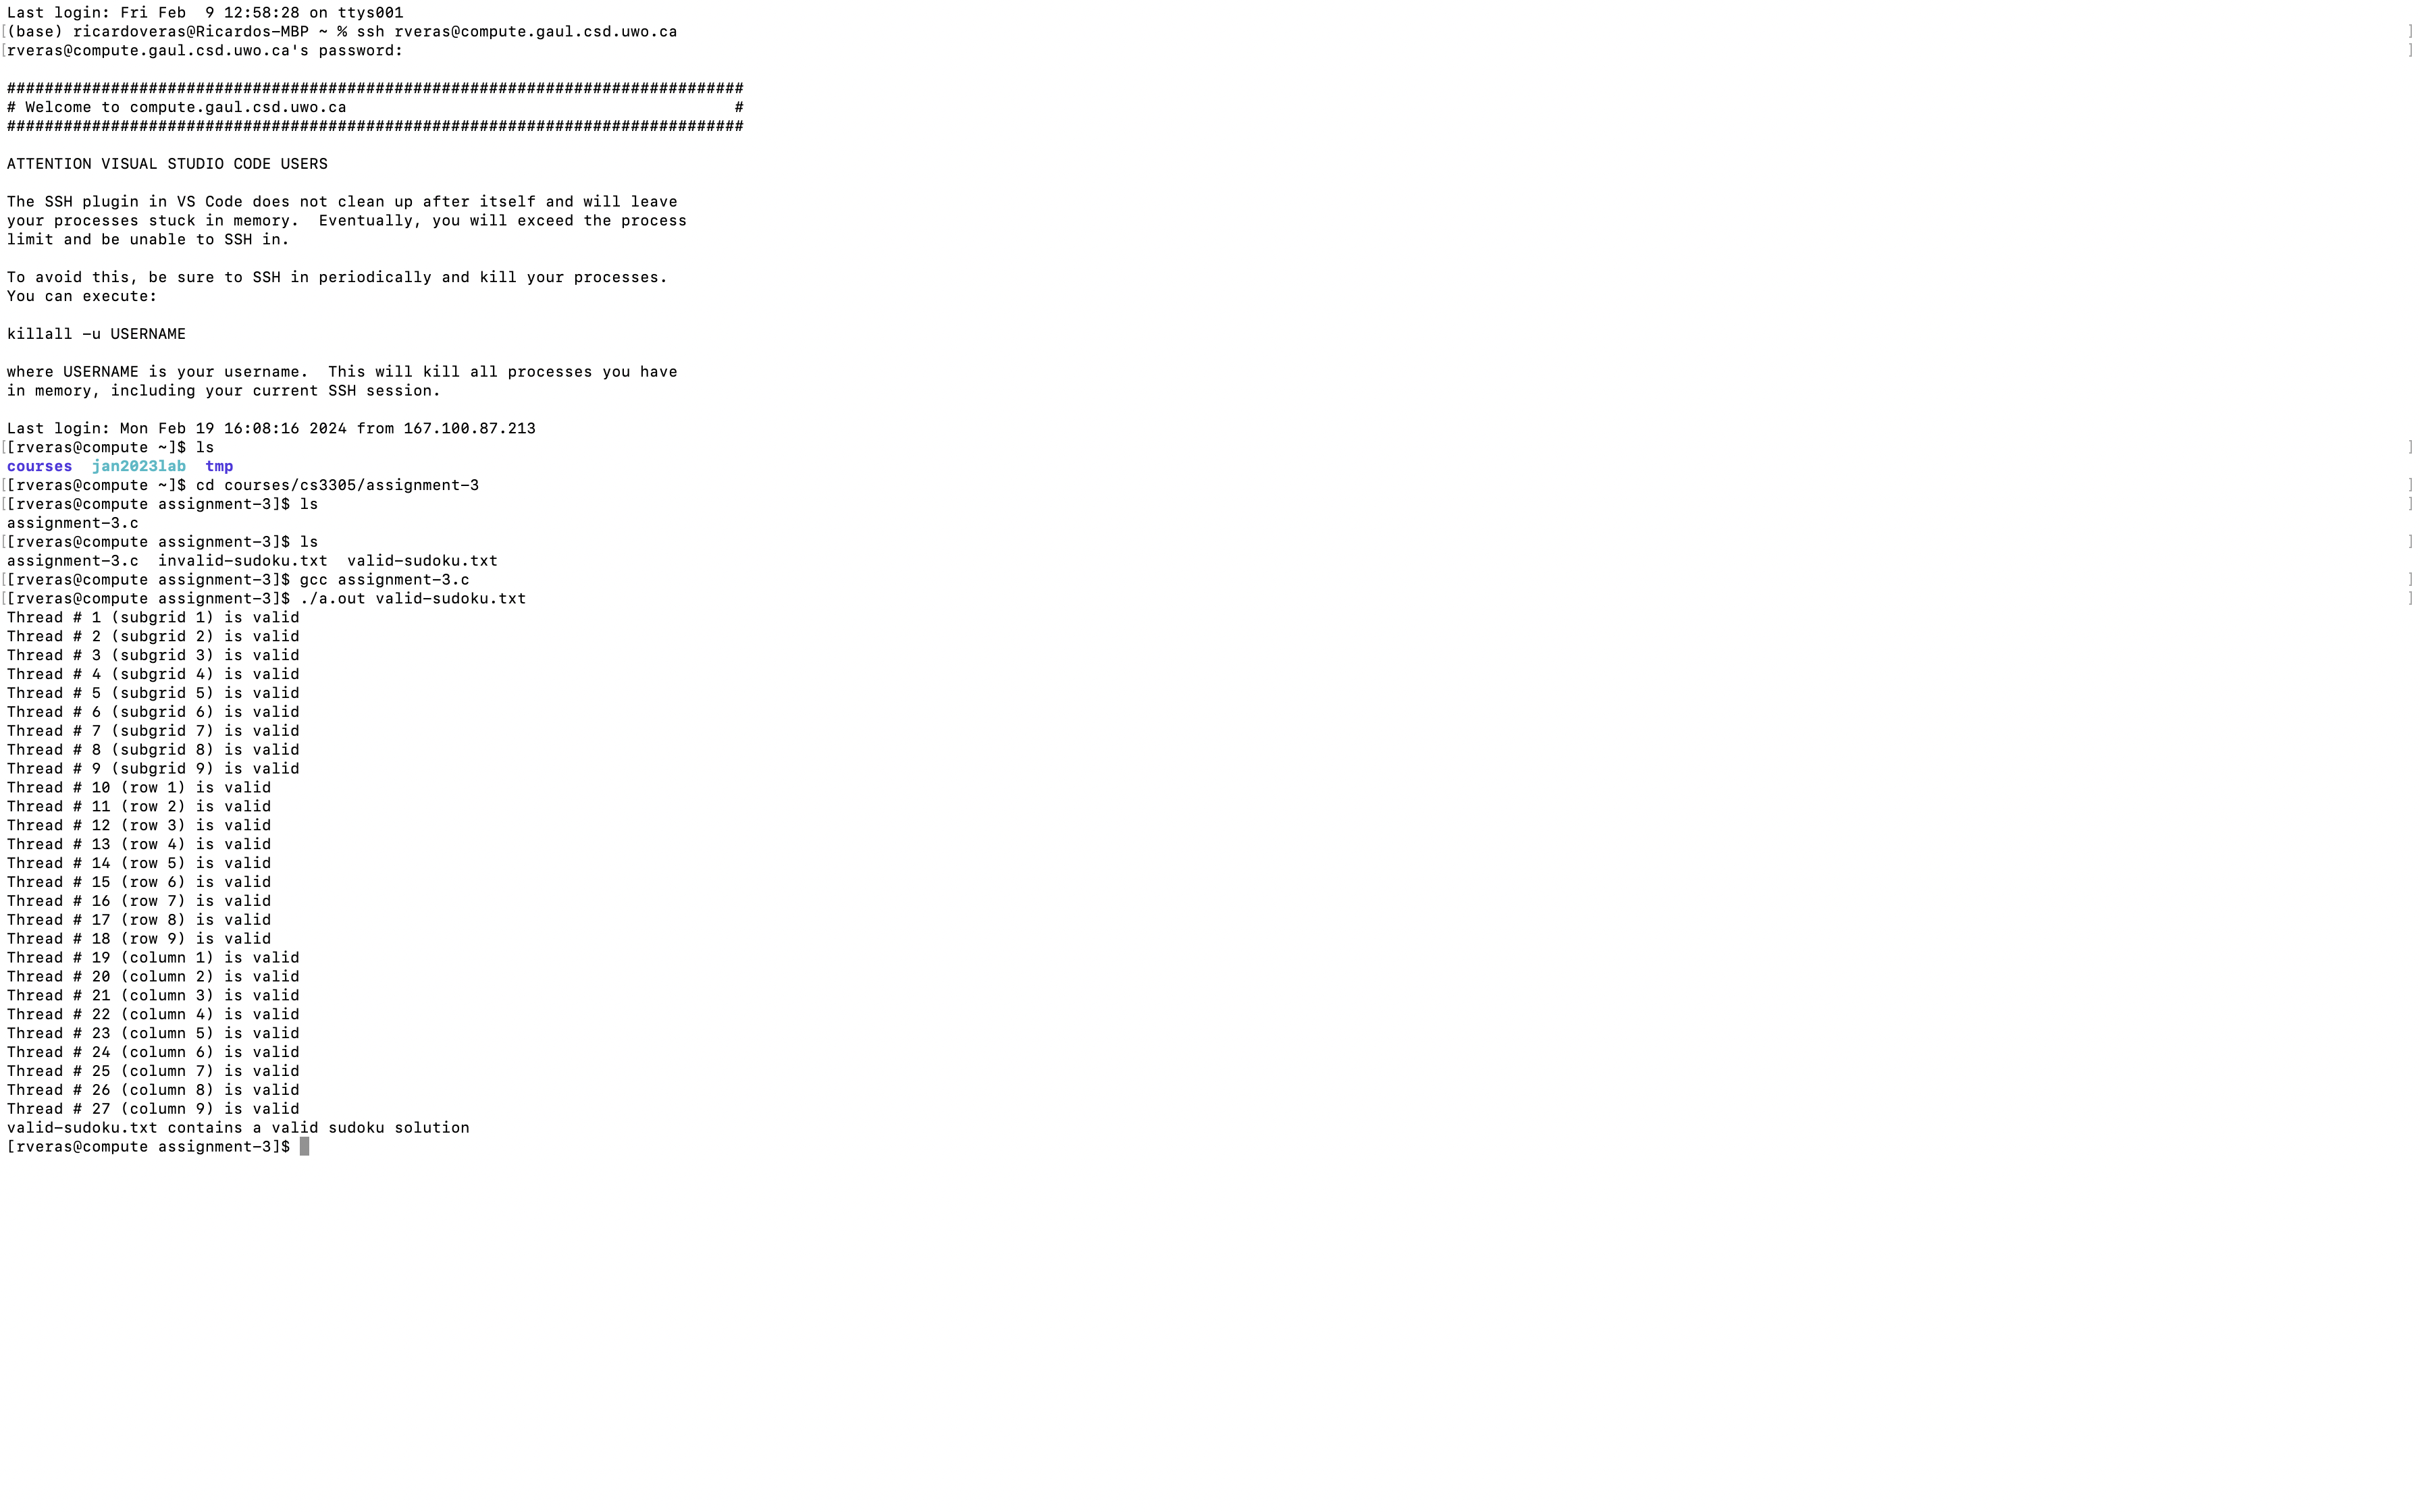 Last login: Fri Feb  9 12:58:28 on ttys001
[(base) ricardoveras@Ricardos-MBP ~ % ssh rveras@compute.gaul.csd.uwo.ca ]
[rveras@compute.gaul.csd.uwo.ca's password: ]
##############################################################################
# Welcome to compute.gaul.csd.uwo.ca                                         #
##############################################################################
ATTENTION VISUAL STUDIO CODE USERS
The SSH plugin in VS Code does not clean up after itself and will leave
your processes stuck in memory.  Eventually, you will exceed the process
limit and be unable to SSH in.
To avoid this, be sure to SSH in periodically and kill your processes.
You can execute:
killall -u USERNAME
where USERNAME is your username.  This will kill all processes you have
in memory, including your current SSH session.
Last login: Mon Feb 19 16:08:16 2024 from 167.100.87.213
[[rveras@compute ~]$ ls ]
courses  jan2023lab  tmp
[[rveras@compute ~]$ cd courses/cs3305/assignment-3 ]
[[rveras@compute assignment-3]$ ls ]
assignment-3.c
[[rveras@compute assignment-3]$ ls ]
assignment-3.c  invalid-sudoku.txt  valid-sudoku.txt
[[rveras@compute assignment-3]$ gcc assignment-3.c ]
[[rveras@compute assignment-3]$ ./a.out valid-sudoku.txt ]
Thread # 1 (subgrid 1) is valid
Thread # 2 (subgrid 2) is valid
Thread # 3 (subgrid 3) is valid
Thread # 4 (subgrid 4) is valid
Thread # 5 (subgrid 5) is valid
Thread # 6 (subgrid 6) is valid
Thread # 7 (subgrid 7) is valid
Thread # 8 (subgrid 8) is valid
Thread # 9 (subgrid 9) is valid
Thread # 10 (row 1) is valid
Thread # 11 (row 2) is valid
Thread # 12 (row 3) is valid
Thread # 13 (row 4) is valid
Thread # 14 (row 5) is valid
Thread # 15 (row 6) is valid
Thread # 16 (row 7) is valid
Thread # 17 (row 8) is valid
Thread # 18 (row 9) is valid
Thread # 19 (column 1) is valid
Thread # 20 (column 2) is valid
Thread # 21 (column 3) is valid
Thread # 22 (column 4) is valid
Thread # 23 (column 5) is valid
Thread # 24 (column 6) is valid
Thread # 25 (column 7) is valid
Thread # 26 (column 8) is valid
Thread # 27 (column 9) is valid
valid-sudoku.txt contains a valid sudoku solution
[rveras@compute assignment-3]$